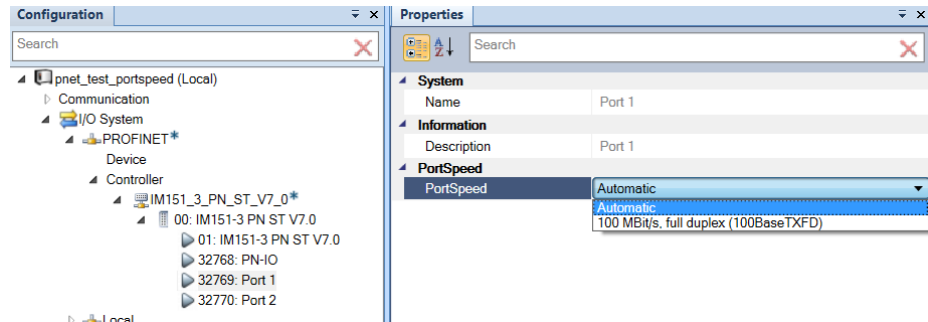 Configuration
Search
pnet_test_portspeed (Local)
Communication
I/O System
PROFINET*
Device
Controller
IM151_3_PN_ST_V7_0*
00: IM151-3 PN ST V7.0
01: IM151-3 PN ST V7.0
32768: PN-IO
32769: Port 1
32770: Port 2
Local
Properties
Search
System
Name Port 1
Information
Description Port 1
PortSpeed
PortSpeed Automatic
Automatic
100 MBit/s, full duplex (100BaseTXFD)